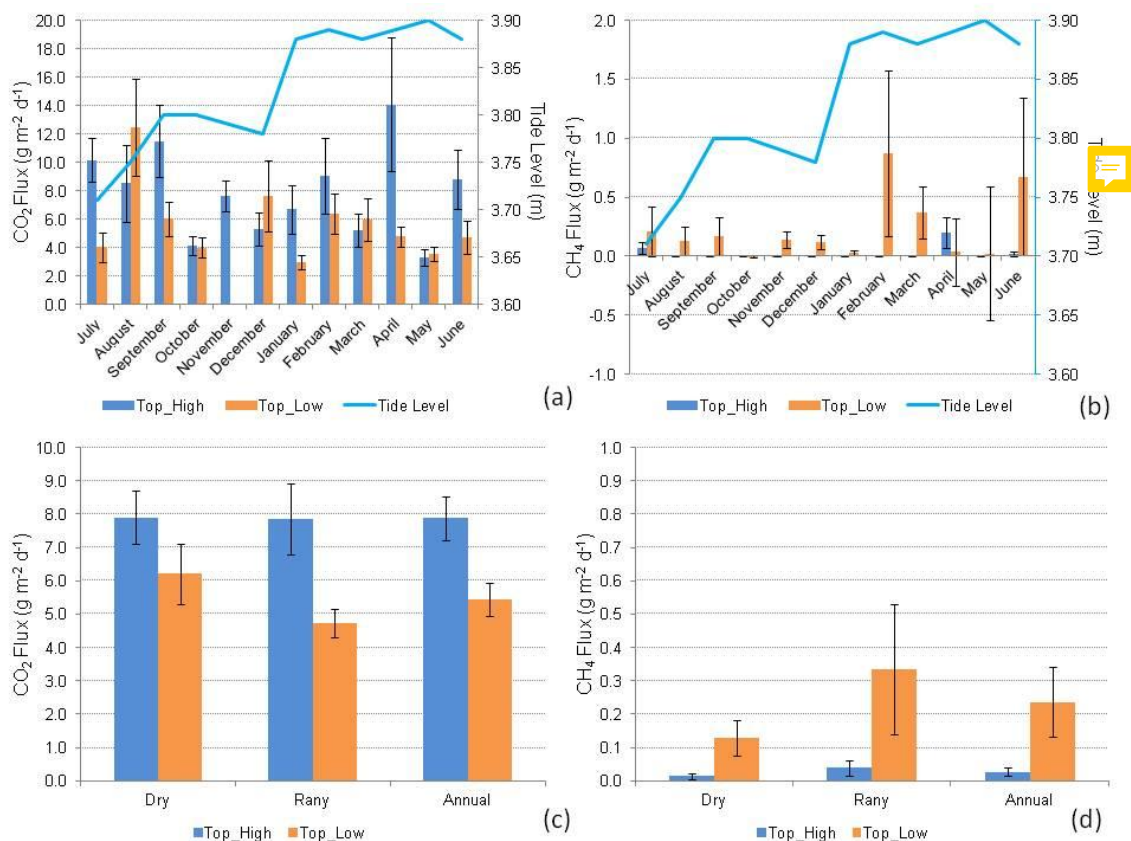 20.0
18.0
16.0
14.0
12.0
10.0
8.0
6.0
4.0
2.0
0.0
CO2 Flux (g m-2 d-1)
3.90
3.85
3.80
3.75
3.70
3.65
3.60
Tide Level (m)
July
August
September
October
November
December
January
February
March
April
May
June
Top_High
Top_Low
Tide Level
(a)
2.0
1.5
1.0
0.5
0.0
-0.5
-1.0
CH4 Flux (g m-2 d-1)
3.90
3.85
3.80
3.75
3.70
3.65
3.60
Level (m)
July
August
September
October
November
December
January
February
March
April
May
June
Top_High
Top_Low
Tide Level
(b)
10.0
9.0
8.0
7.0
6.0
5.0
4.0
3.0
2.0
1.0
0.0
CO2 Flux (g m-2 d-1)
Dry
Rany
Annual
Top_High
Top_Low
(c)
1
0.9
0.8
0.7
0.6
0.5
0.4
0.3
0.2
0.1
0.0
CH4 Flux (g m-2 d-1)
Dry
Rany
Annual
Top_High
Top_Low
(d)